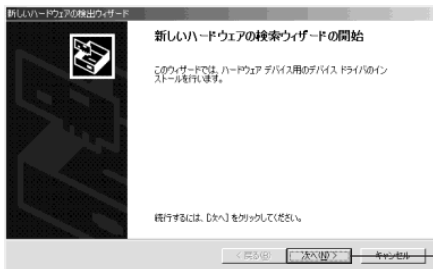 新しいハードウェアの検出ウィザード
新しいハードウェアの検索ウィザードの開始
このウィザードでは、ハードウェア デバイス用のデバイス ドライバのイン
ストールを行います。
続行するには、[次へ] をクリックしてください。
< 戻る(B) 次へ(N) > キャンセル